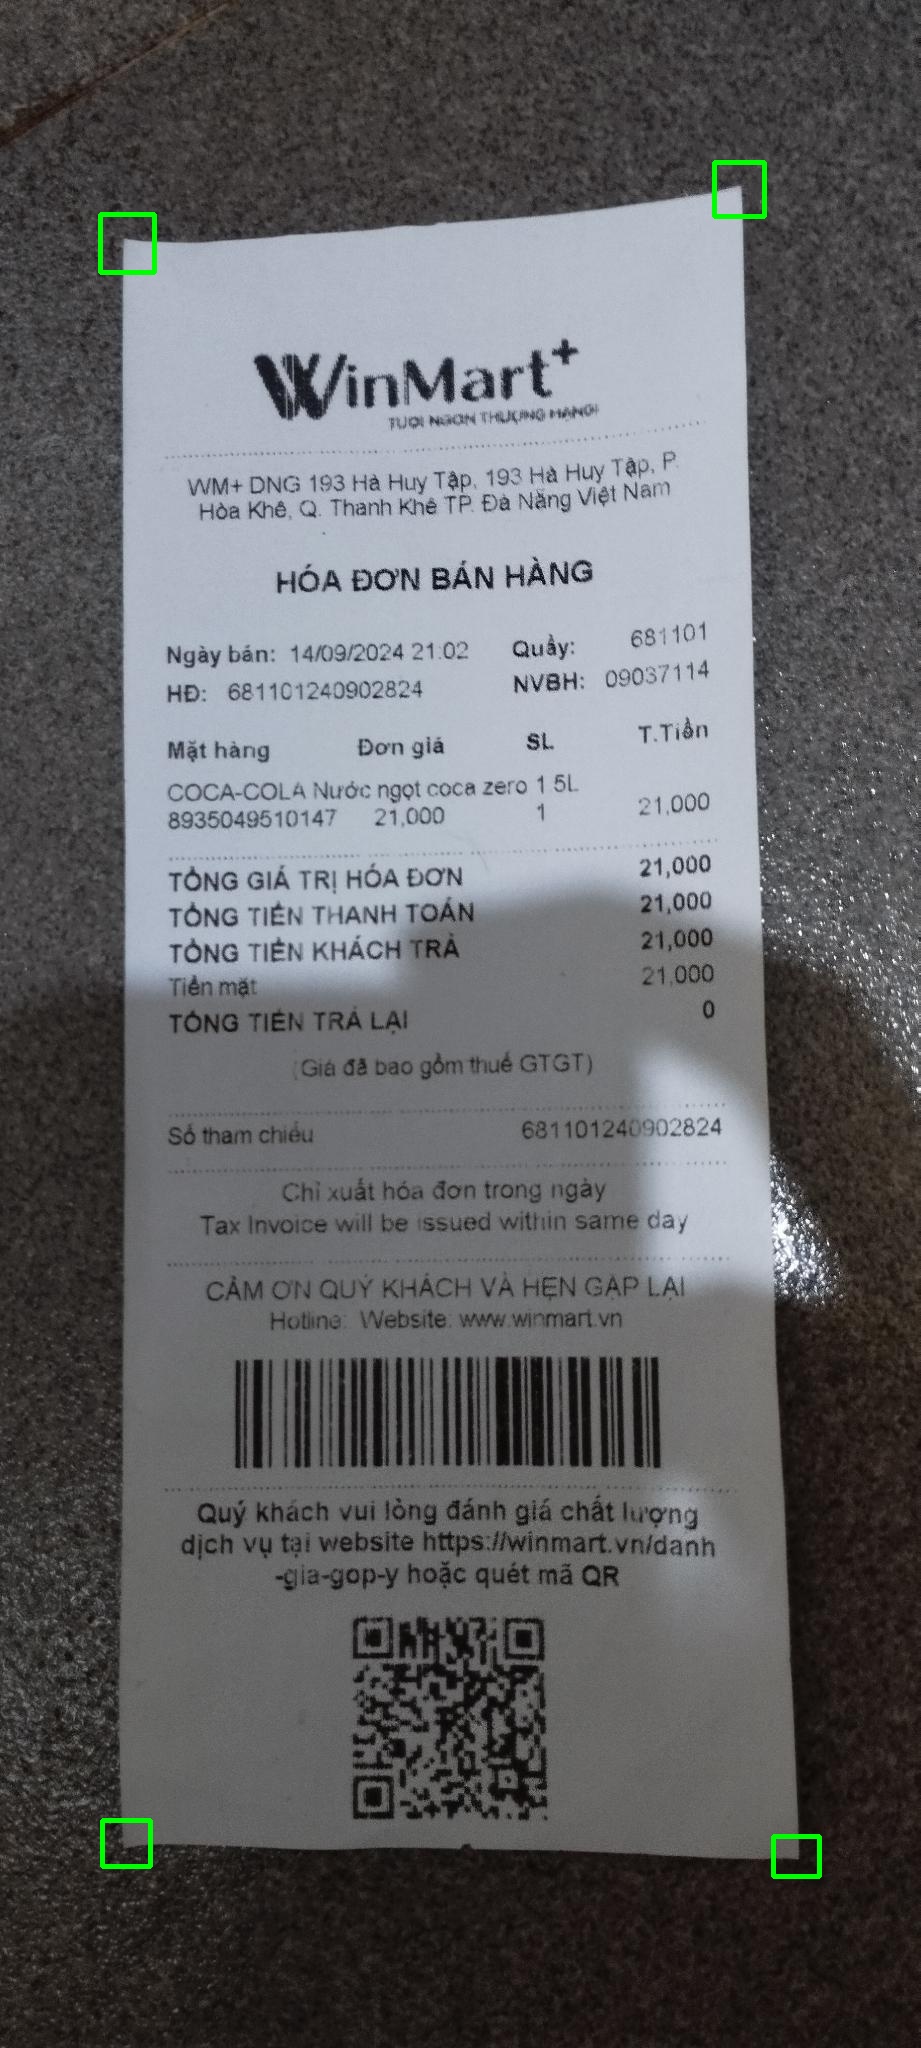 WinMart+
TƯƠI NGON THƯỢNG HẠNG!
WM+ DNG 193 Hà Huy Tập, 193 Hà Huy Tập, P.
Hòa Khê, Q. Thanh Khê TP. Đà Nẵng Việt Nam
HÓA ĐƠN BÁN HÀNG
Ngày bán: 14/09/2024 21:02 Quầy: 681101
HĐ: 681101240902824 NVBH: 09037114
Mặt hàng Đơn giá SL T.Tiền
COCA-COLA Nước ngọt coca zero 1.5L
8935049510147 21,000 1 21,000
TỔNG GIÁ TRỊ HÓA ĐƠN 21,000
TỔNG TIỀN THANH TOÁN 21,000
TỔNG TIỀN KHÁCH TRẢ 21,000
Tiền mặt 21,000
TỔNG TIỀN TRẢ LẠI 0
(Giá đã bao gồm thuế GTGT)
Số tham chiếu 681101240902824
Chỉ xuất hóa đơn trong ngày
Tax Invoice will be issued within same day
CẢM ƠN QUÝ KHÁCH VÀ HẸN GẶP LẠI
Hotline: Website: www.winmart.vn
Quý khách vui lòng đánh giá chất lượng
dịch vụ tại website https://winmart.vn/danh
-gia-gop-y hoặc quét mã QR